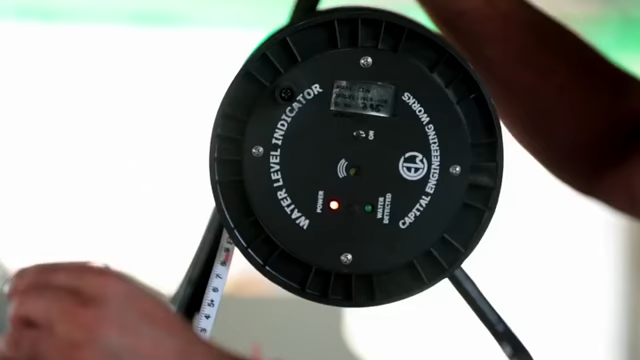 WATER LEVEL INDICATOR
CAPITAL ENGINEERING WORKS
ON
POWER
WATER
DETECTED